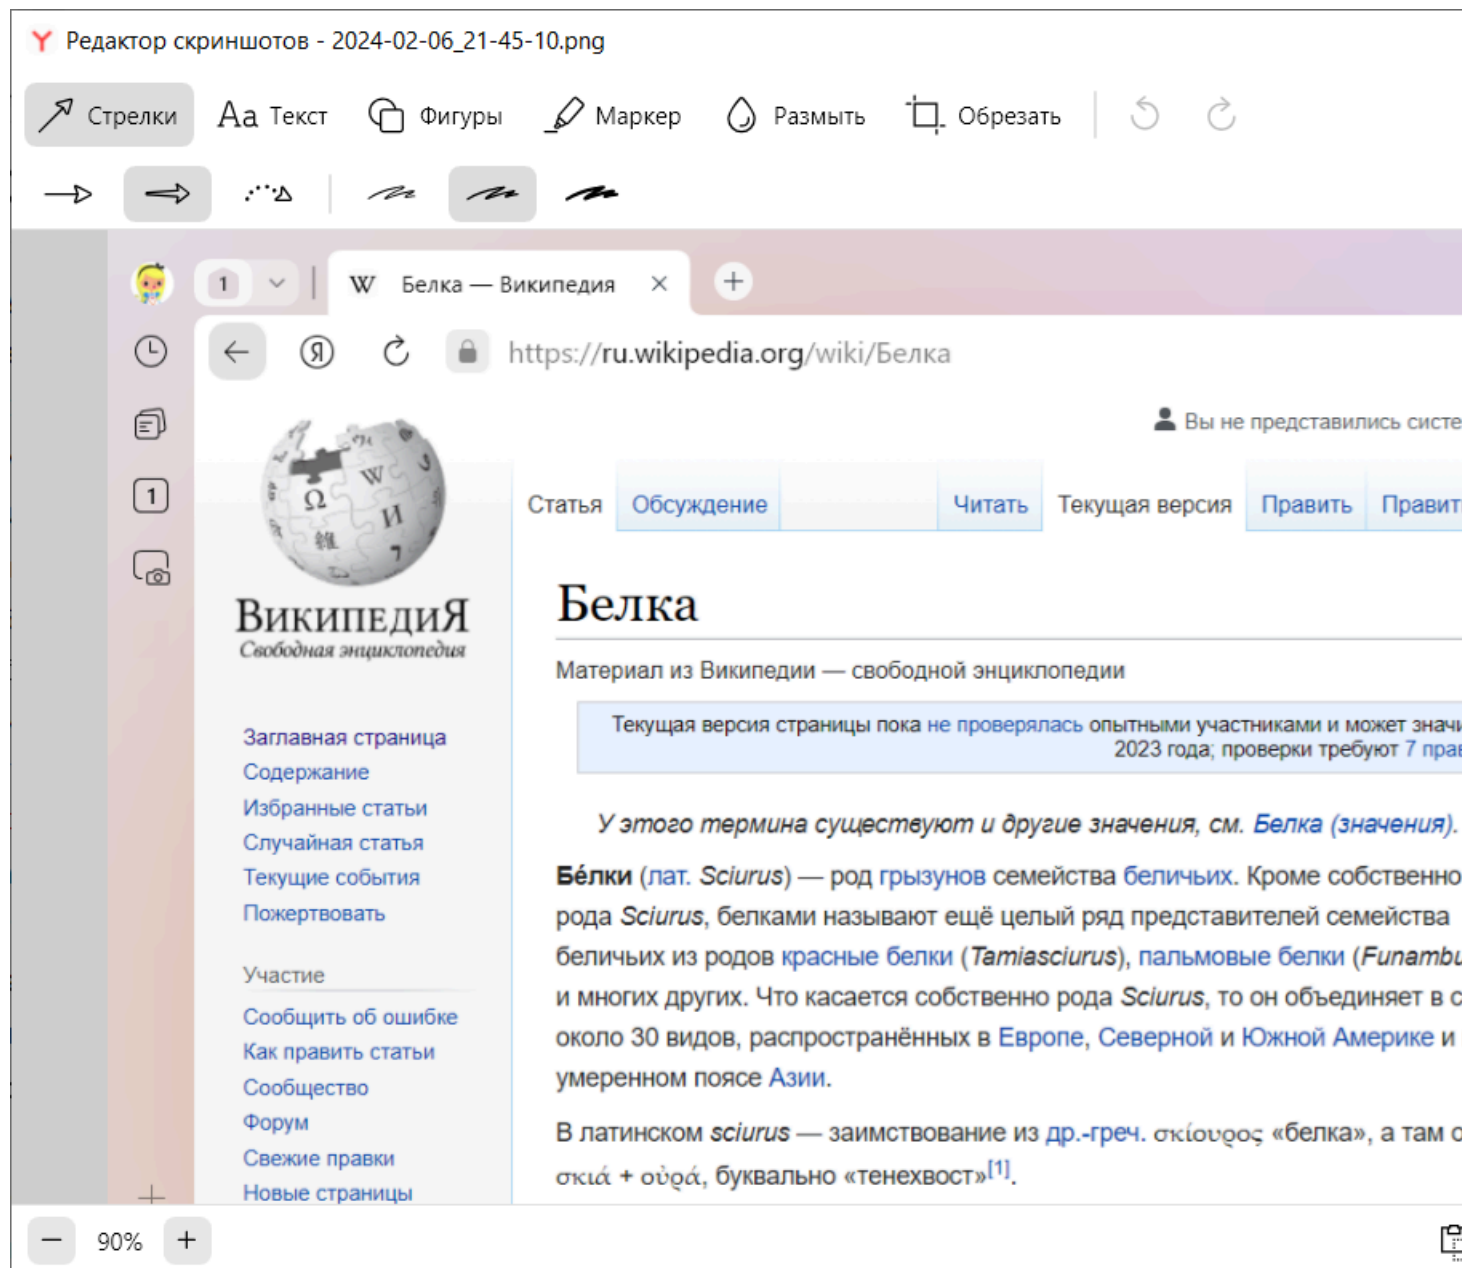 Редактор скриншотов - 2024-02-06_21-45-10.png
Стрелки Aa Текст Фигуры Маркер Размыть Обрезать
1 W Белка — Википедия
Я https://ru.wikipedia.org/wiki/Белка
Вы не представились систе
1
Статья Обсуждение Читать Текущая версия Править Править
ВикипедиЯ
Свободная энциклопедия
Белка
Материал из Википедии — свободной энциклопедии
Текущая версия страницы пока не проверялась опытными участниками и может значи
2023 года; проверки требуют 7 прав
Заглавная страница
Содержание
Избранные статьи
Случайная статья
Текущие события
Пожертвовать
Участие
Сообщить об ошибке
Как править статьи
Сообщество
Форум
Свежие правки
Новые страницы
У этого термина существуют и другие значения, см. Белка (значения).
Бе́лки (лат. Sciurus) — род грызунов семейства беличьих. Кроме собственно
рода Sciurus, белками называют ещё целый ряд представителей семейства
беличьих из родов красные белки (Tamiasciurus), пальмовые белки (Funambu
и многих других. Что касается собственно рода Sciurus, то он объединяет в с
около 30 видов, распространённых в Европе, Северной и Южной Америке и
умеренном поясе Азии.
В латинском sciurus — заимствование из др.-греч. σκίουρος «белка», а там о
σκιά + οὐρά, буквально «тенехвост»[1].
90%